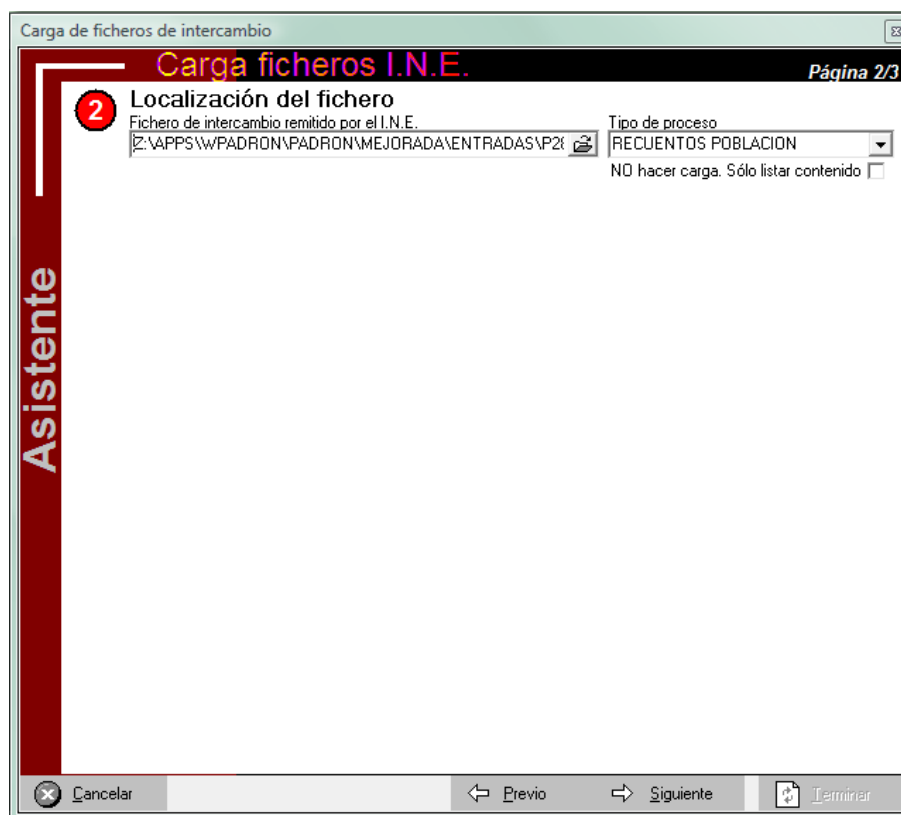 Carga de ficheros de intercambio
Carga ficheros I.N.E.
Página 2/3
2 Localización del fichero
Fichero de intercambio remitido por el I.N.E. Tipo de proceso
Z:\APPS\WPADRON\PADRON\MEJORADA\ENTRADAS\P2 RECUENTOS POBLACION
NO hacer carga. Sólo listar contenido
Asistente
Cancelar Previo Siguiente Terminar